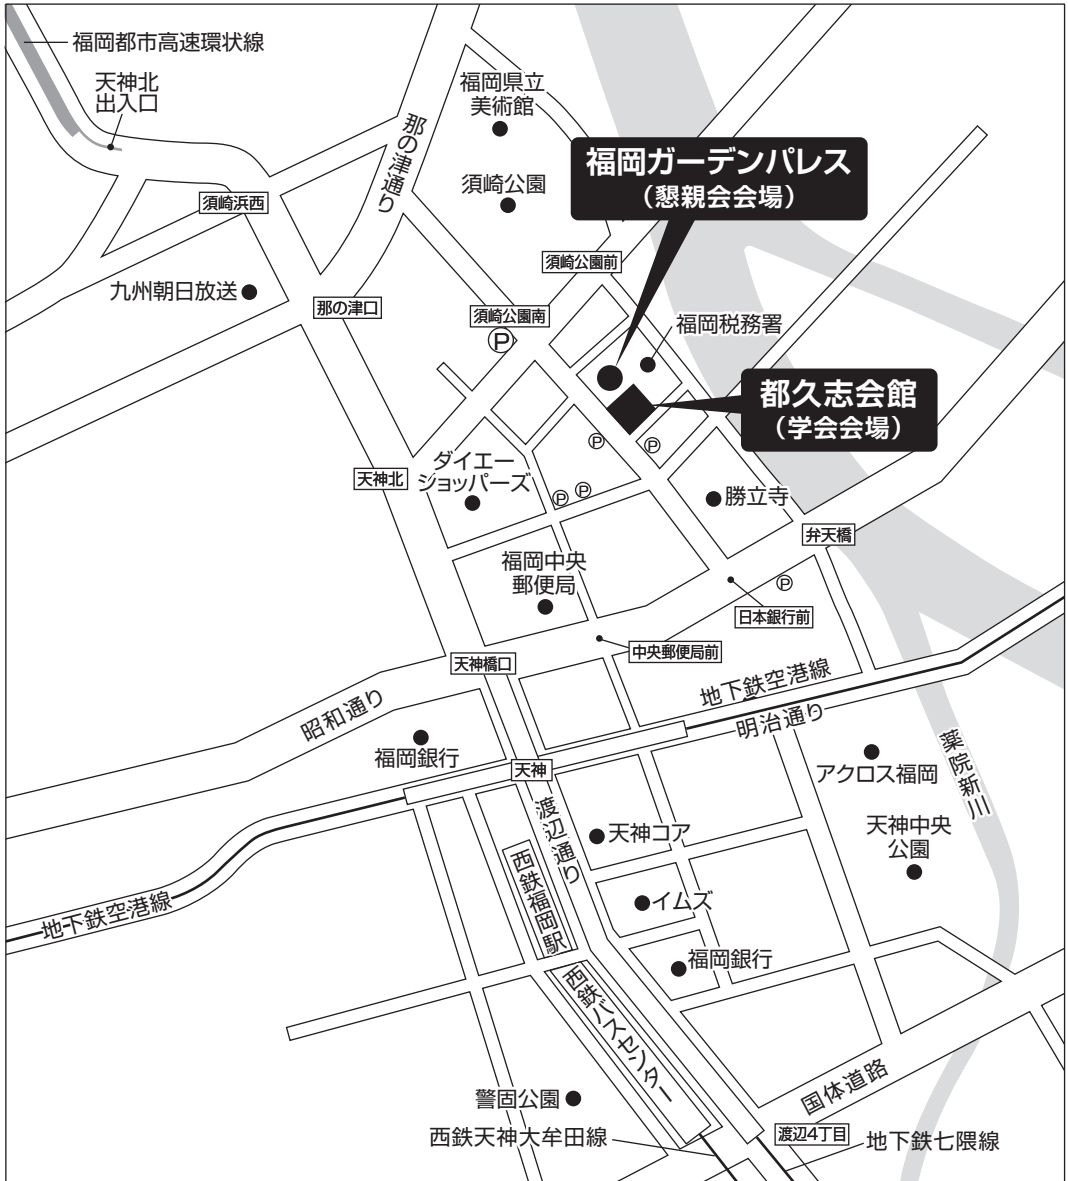 福岡都市高速環状線
天神北
出入口
福岡県立
美術館
那の津通り
福岡ガーデンパレス
(懇親会会場)
須崎公園
須崎浜西
須崎公園前
九州朝日放送
那の津口
須崎公園南
P
福岡税務署
都久志会館
(学会会場)
P
P
ダイエー
ショッパーズ
天神北
P
P
勝立寺
弁天橋
福岡中央
郵便局
P
日本銀行前
中央郵便局前
天神橋口
地下鉄空港線
昭和通り
明治通り
福岡銀行
天神
薬院新川
アクロス福岡
渡辺通り
天神コア
天神中央
公園
西鉄福岡駅
イムズ
地下鉄空港線
福岡銀行
西鉄バスセンター
国体道路
警固公園
渡辺4丁目
西鉄天神大牟田線
地下鉄七隈線